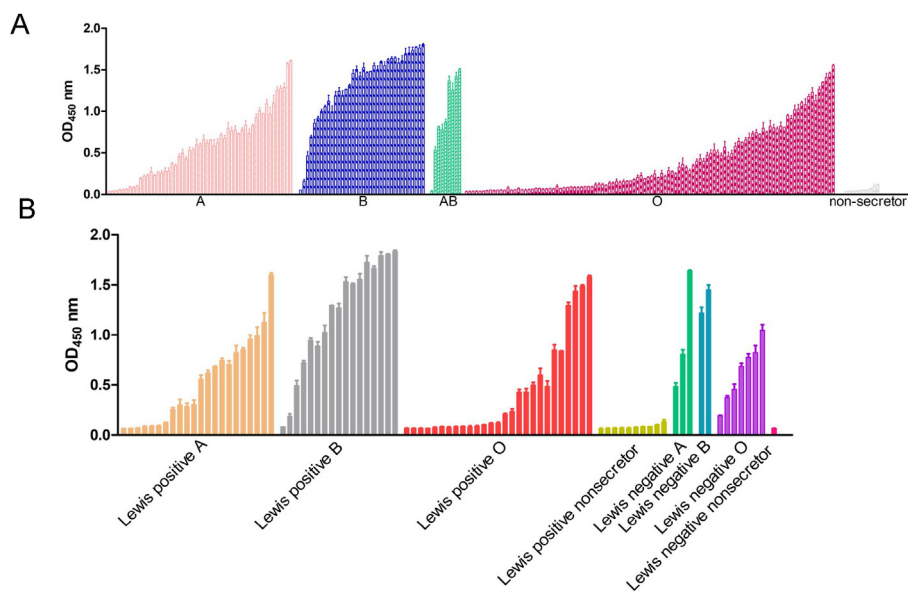 A
2.0
1.5
1.0
0.5
0.0
OD450 nm
A
B
AB
O
non-secretor
B
2.0
1.5
1.0
0.5
0.0
OD450 nm
Lewis positive A
Lewis positive B
Lewis positive O
Lewis positive nonsecretor
Lewis negative A
Lewis negative B
Lewis negative O
Lewis negative nonsecretor